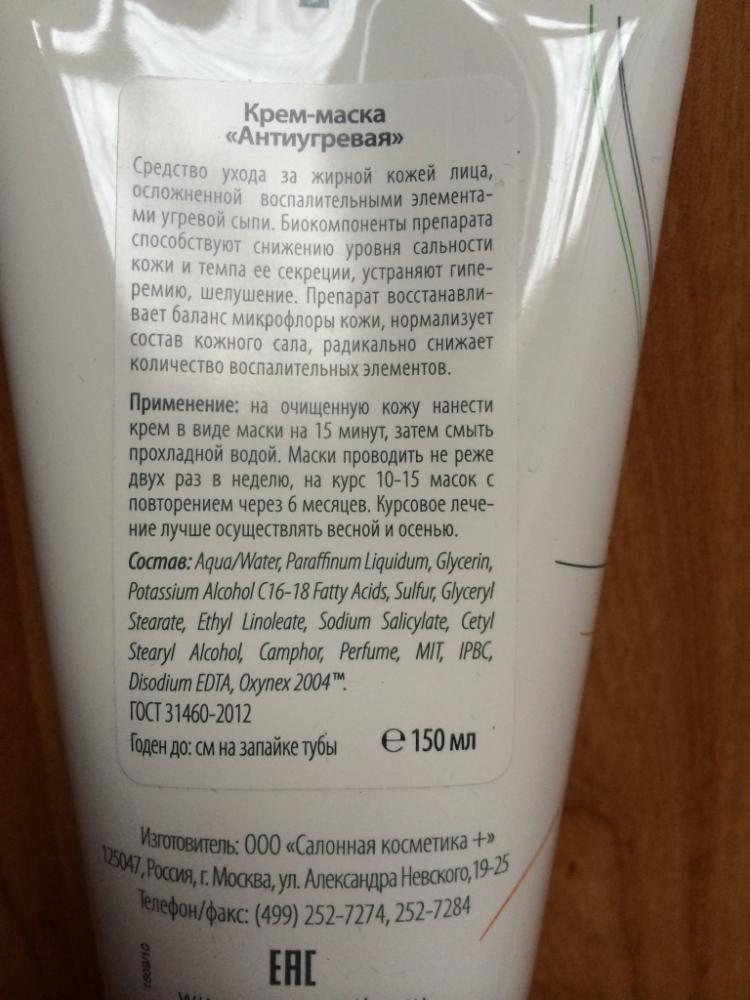 Крем-маска
«Антиугревая»
Средство ухода за жирной кожей лица,
осложненной воспалительными элемента-
ми угревой сыпи. Биокомпоненты препарата
способствуют снижению уровня сальности
кожи и темпа ее секреции, устраняют гипе-
ремию, шелушение. Препарат восстанавли-
вает баланс микрофлоры кожи, нормализует
состав кожного сала, радикально снижает
количество воспалительных элементов.
Применение: на очищенную кожу нанести
крем в виде маски на 15 минут, затем смыть
прохладной водой. Маски проводить не реже
двух раз в неделю, на курс 10-15 масок с
повторением через 6 месяцев. Курсовое лече-
ние лучше осуществлять весной и осенью.
Состав: Aqua/Water, Paraffinum Liquidum, Glycerin,
Potassium Alcohol C16-18 Fatty Acids, Sulfur, Glyceryl
Stearate, Ethyl Linoleate, Sodium Salicylate, Cetyl
Stearyl Alcohol, Camphor, Perfume, MIT, IPBC,
Disodium EDTA, Oxynex 2004™.
ГОСТ 31460-2012
Годен до: см на запайке тубы ℮ 150 мл
Изготовитель: ООО «Салонная косметика +»
125047, Россия, г. Москва, ул. Александра Невского, 19-25
Телефон/факс: (499) 252-7274, 252-7284
EAC